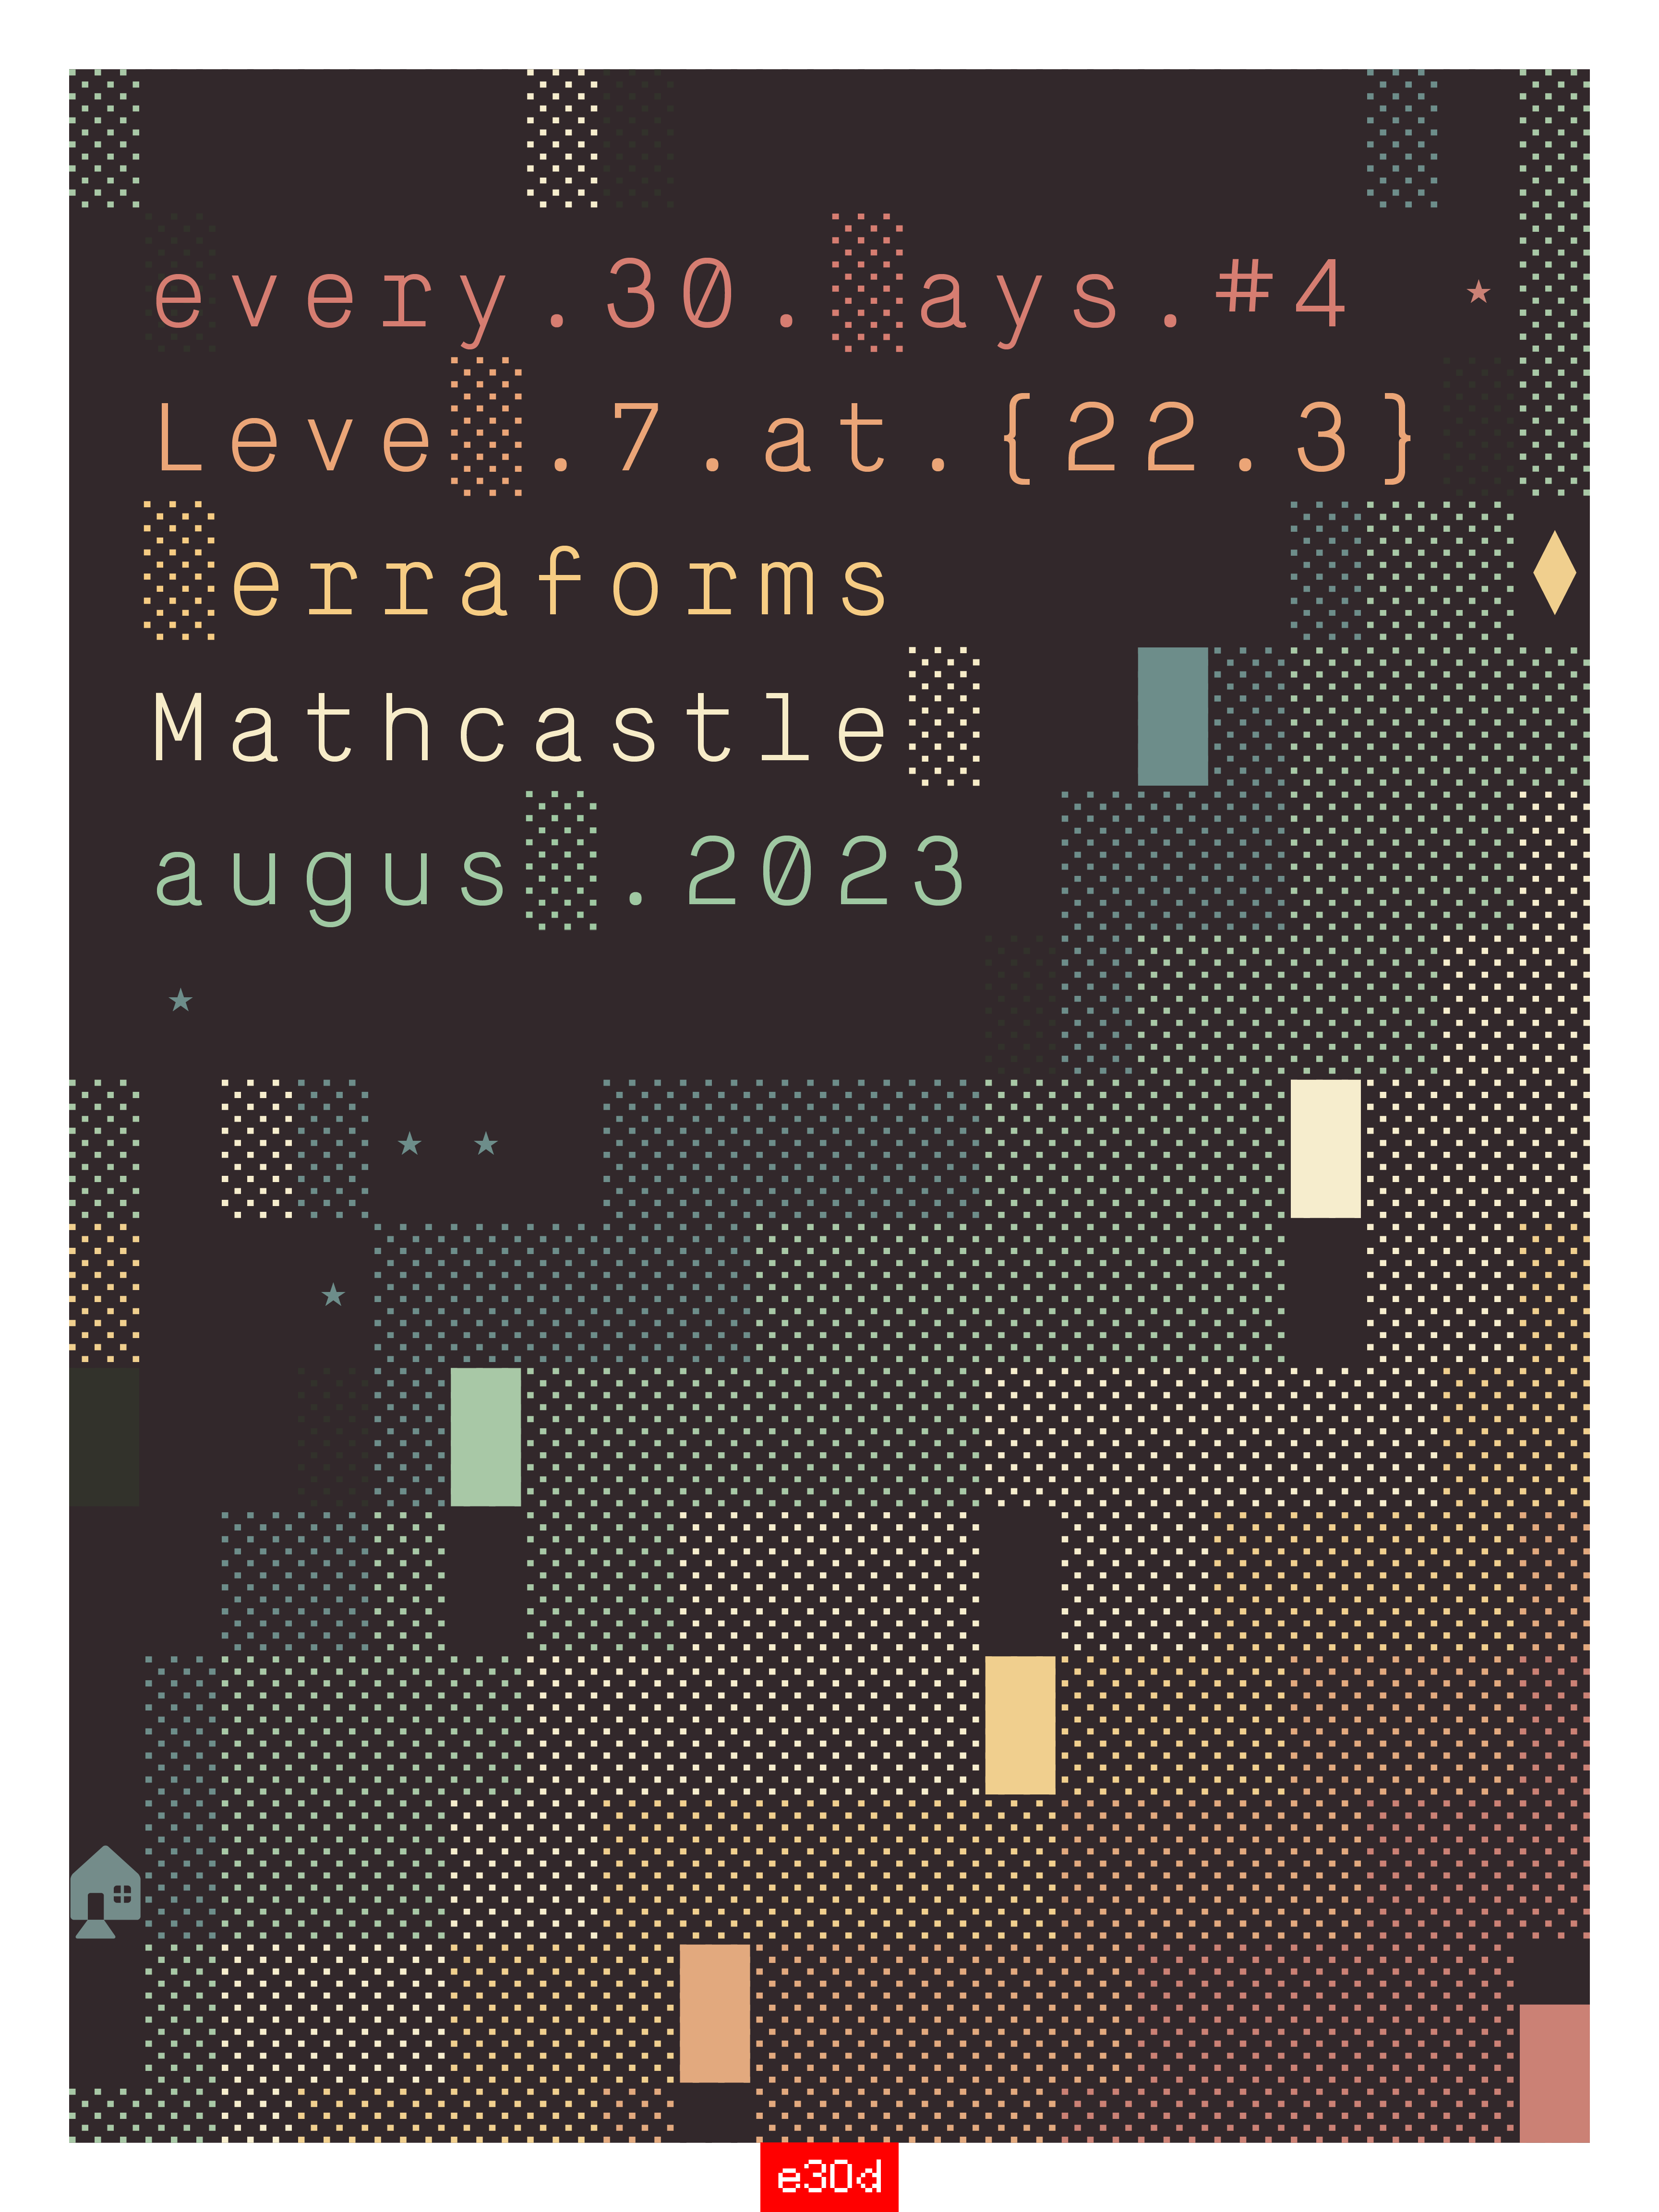 every.30.▒ays.#4
Leve▒.7.at.{22.3}
▒erraforms
Mathcastle▒
augus▒.2023
e30d